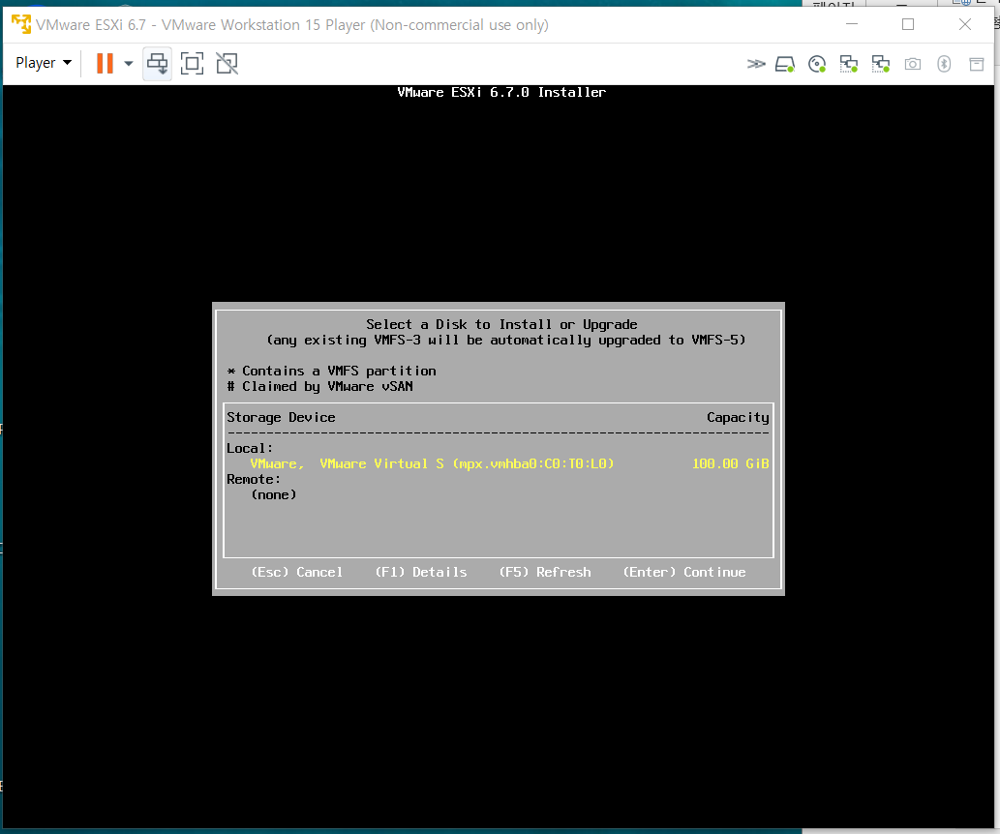 페이지
VMware ESXi 6.7 - VMware Workstation 15 Player (Non-commercial use only)
Player
VMware ESXi 6.7.0 Installer
Select a Disk to Install or Upgrade
(any existing VMFS-3 will be automatically upgraded to VMFS-5)
* Contains a VMFS partition
# Claimed by VMware vSAN
Storage Device Capacity
Local:
VMware, VMware Virtual S (mpx.vmhba0:C0:T0:L0) 100.00 GiB
Remote:
(none)
(Esc) Cancel (F1) Details (F5) Refresh (Enter) Continue